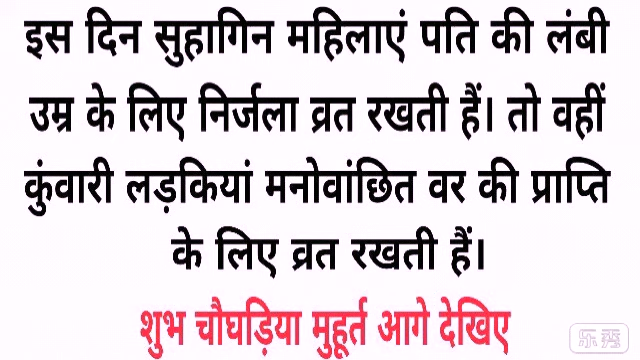 इस दिन सुहागिन महिलाएं पति की लंबी
उम्र के लिए निर्जला व्रत रखती हैं। तो वहीं
कुंवारी लड़कियां मनोवांछित वर की प्राप्ति
के लिए व्रत रखती हैं।
शुभ चौघड़िया मुहूर्त आगे देखिए
乐秀